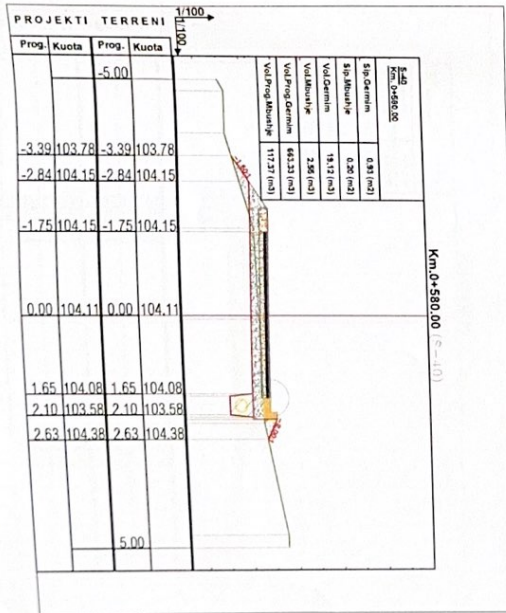 PROJEKTI TERRENI
1/100
1/100
Prog. Kuota Prog. Kuota
-5.00
-3.39 103.78 -3.39 103.78
-2.84 104.15 -2.84 104.15
-1.75 104.15 -1.75 104.15
0.00 104.11 0.00 104.11
1.65 104.08 1.65 104.08
2.10 103.58 2.10 103.58
2.63 104.38 2.63 104.38
5.00
S-40
Km. 0+580.00
Sip.Germim 0.93 (m2)
Sip.Mbushje 0.20 (m2)
Vol.Germim 19.12 (m3)
Vol.Mbushje 2.56 (m3)
Vol.Prog.Germim 663.33 (m3)
Vol.Prog.Mbushje 117.37 (m3)
Km.0+580.00 (S-40)